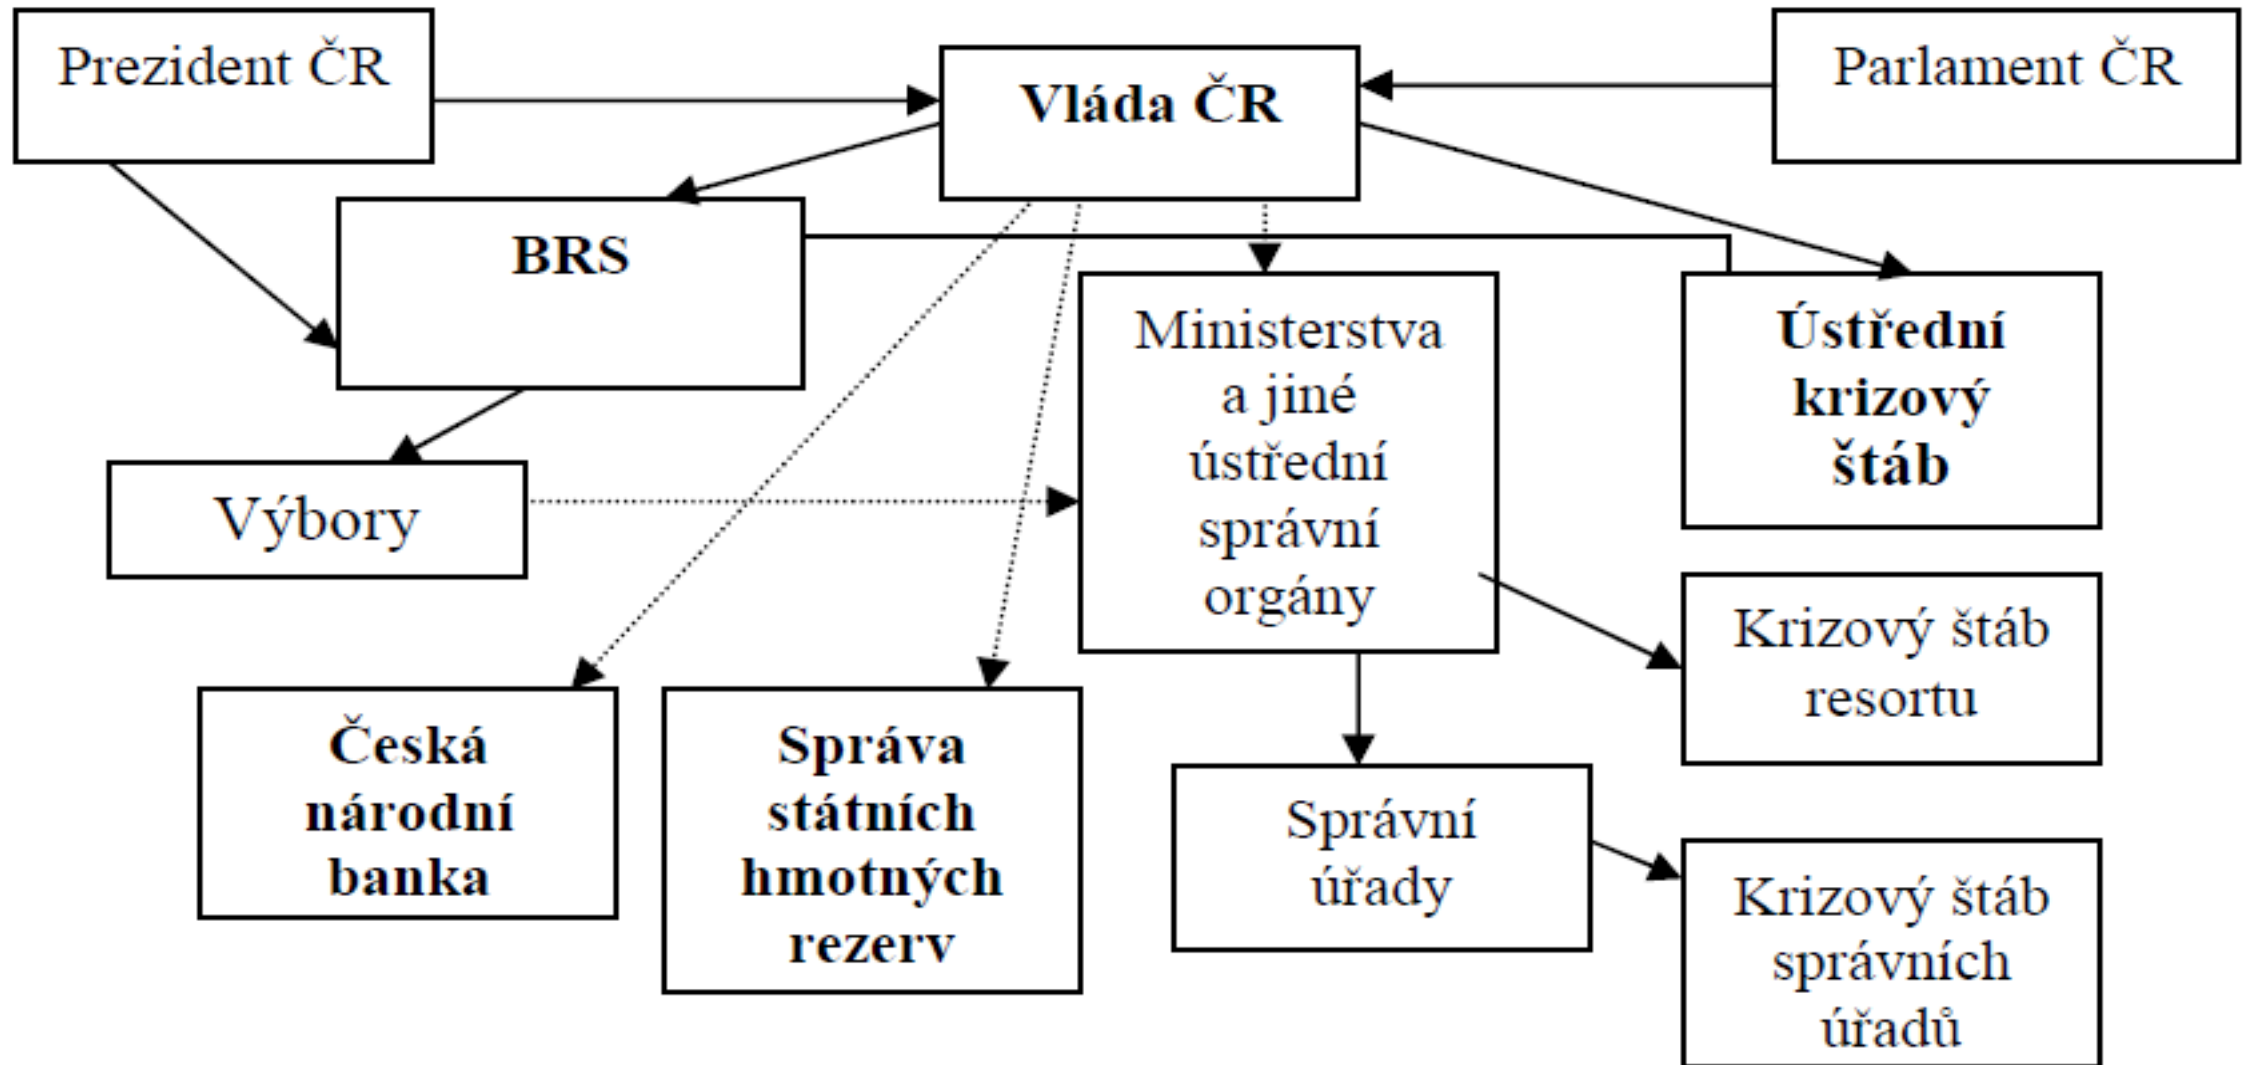 Prezident ČR
Vláda ČR
Parlament ČR
BRS
Ministerstva
a jiné
ústřední
správní
orgány
Ústřední
krizový
štáb
Výbory
Krizový štáb
resortu
Česká
národní
banka
Správa
státních
hmotných
rezerv
Správní
úřady
Krizový štáb
správních
úřadů